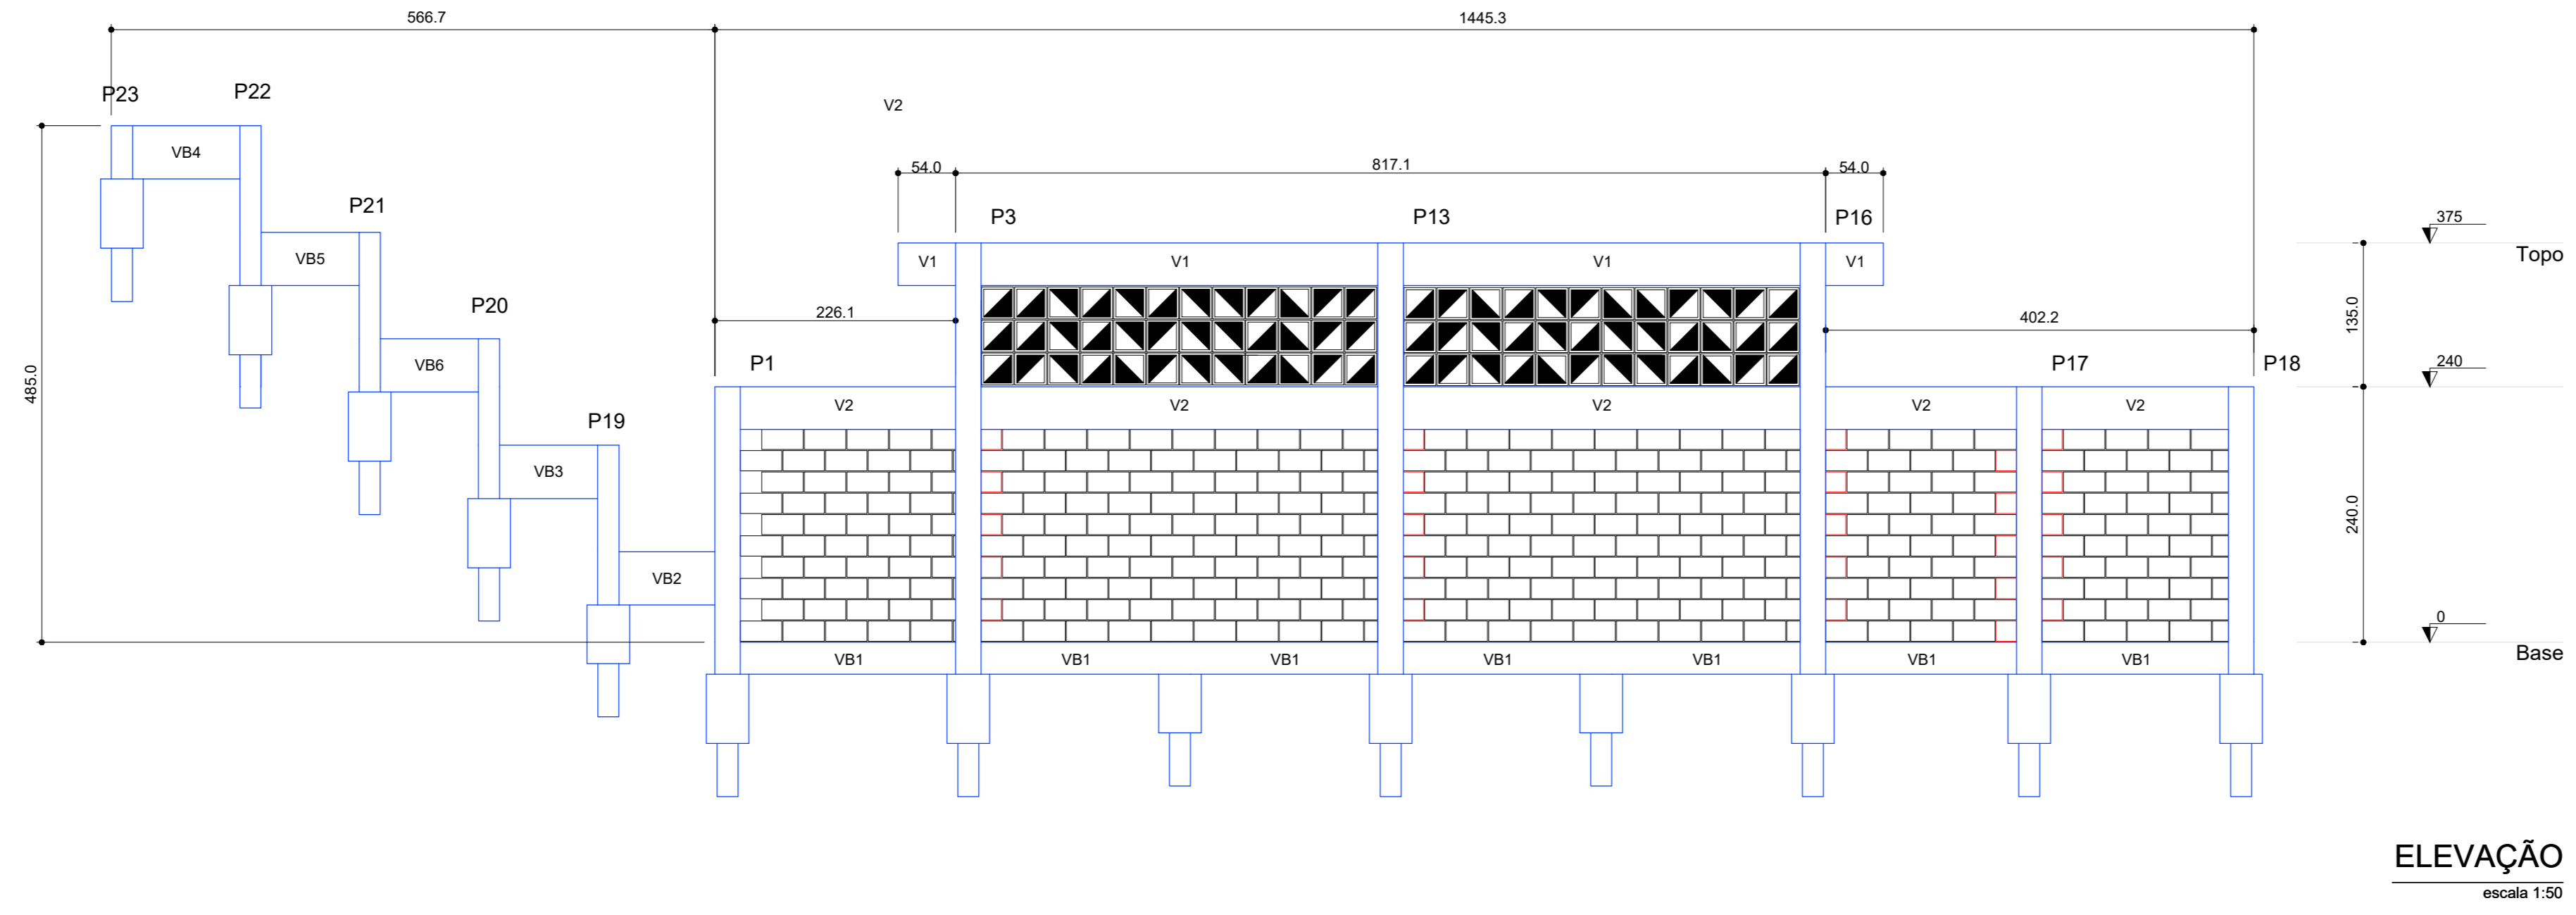 566.7 1445.3
P23 P22 V2
VB4 54.0 817.1 54.0
P21 P3 P13 P16 375
VB5 V1 V1 V1 V1 Topo
P20 226.1 402.2 135.0
VB6 P1 P17 P18 240
485.0 P19 V2 V2 V2 V2 V2
VB3 240.0
VB2 0
VB1 VB1 VB1 VB1 VB1 VB1 VB1 Base
ELEVAÇÃO
escala 1:50